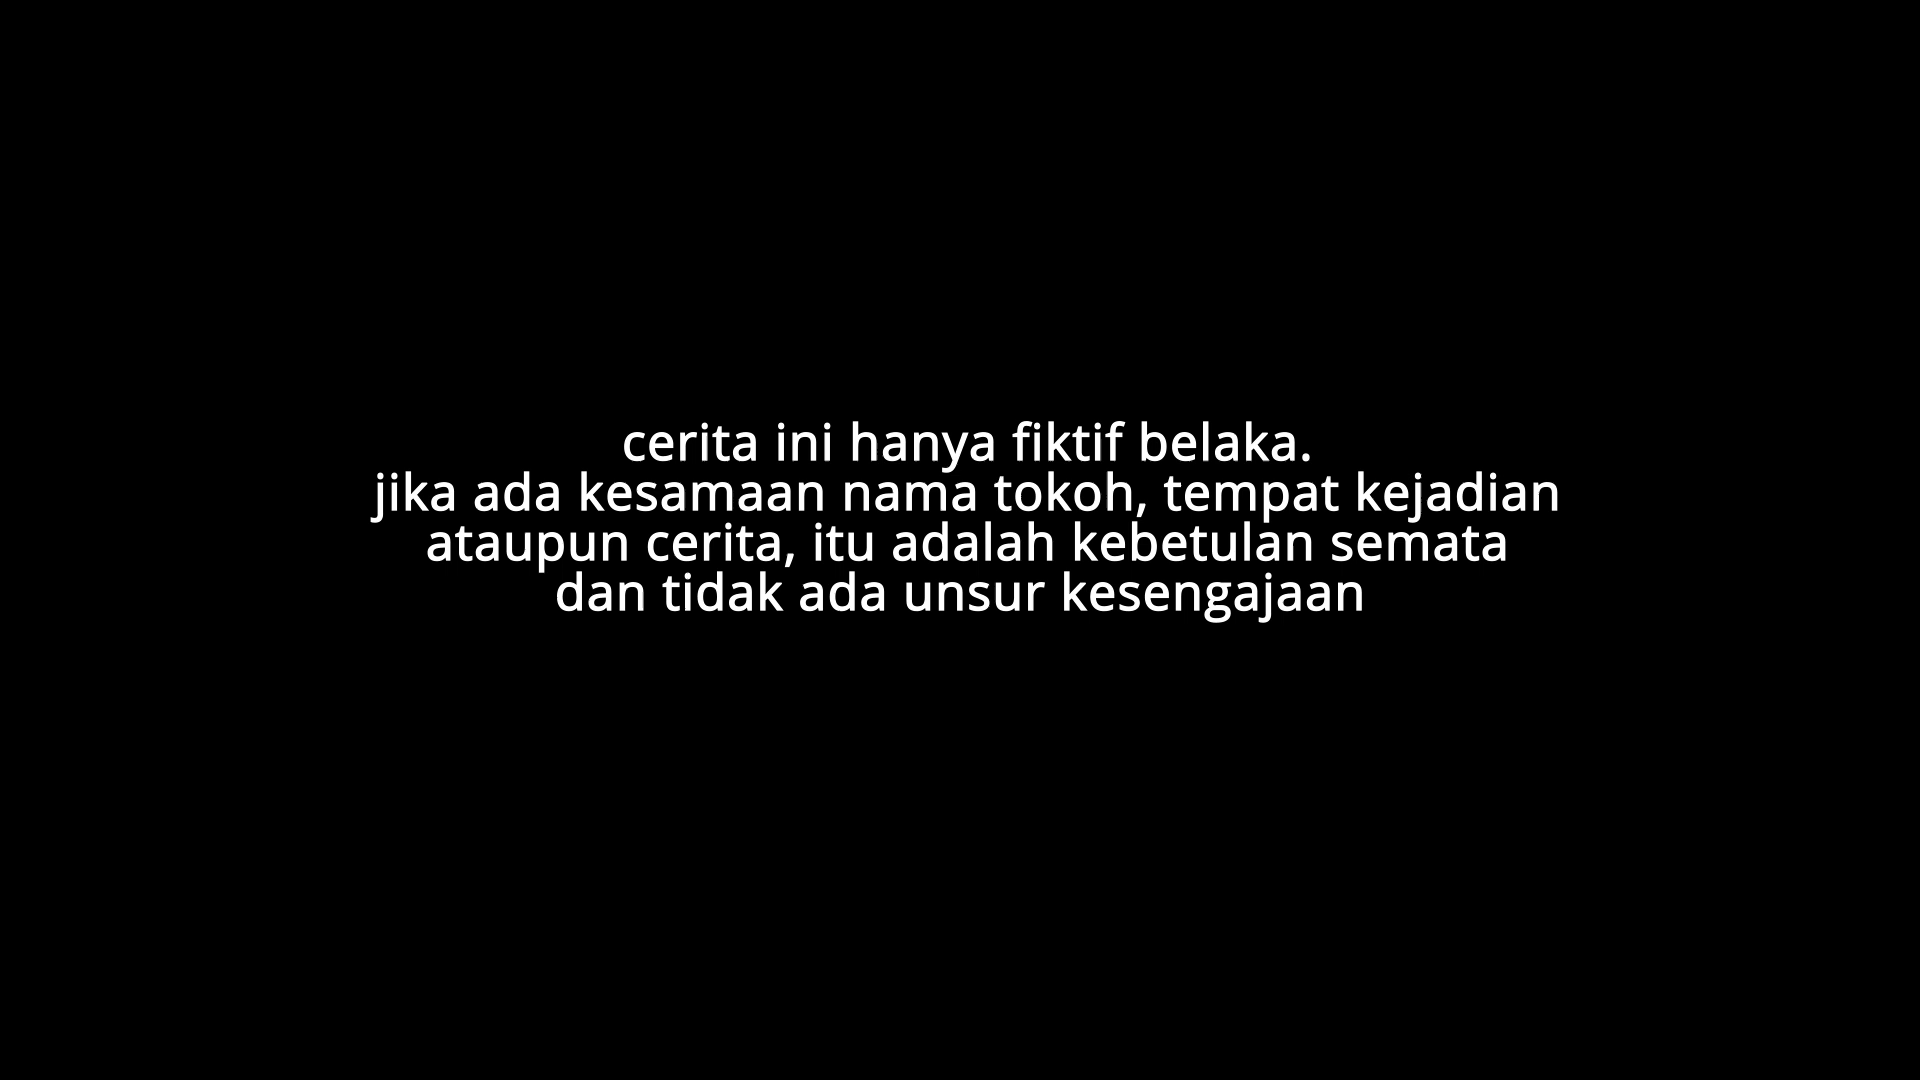 cerita ini hanya fiktif belaka.
jika ada kesamaan nama tokoh, tempat kejadian
ataupun cerita, itu adalah kebetulan semata
dan tidak ada unsur kesengajaan